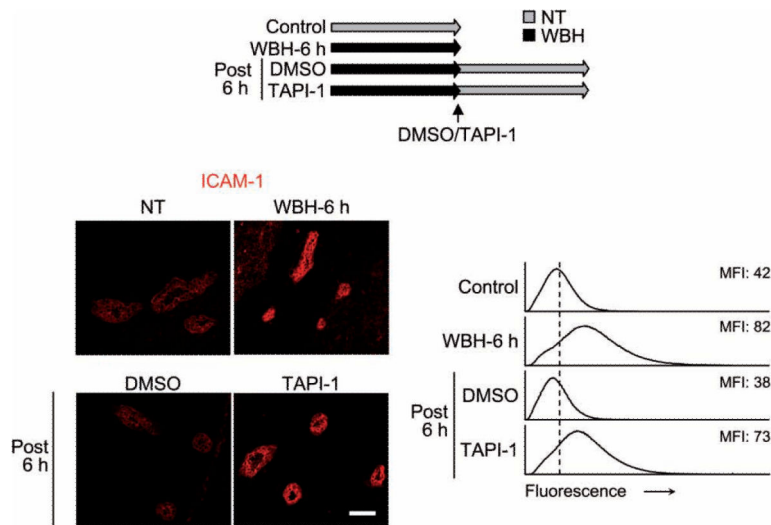 Control
WBH-6 h
Post
6 h
DMSO
TAPI-1
NT
WBH
DMSO/TAPI-1
ICAM-1
NT
WBH-6 h
DMSO
TAPI-1
Post
6 h
Control
MFI: 42
WBH-6 h
MFI: 82
Post
6 h
DMSO
MFI: 38
TAPI-1
MFI: 73
Fluorescence